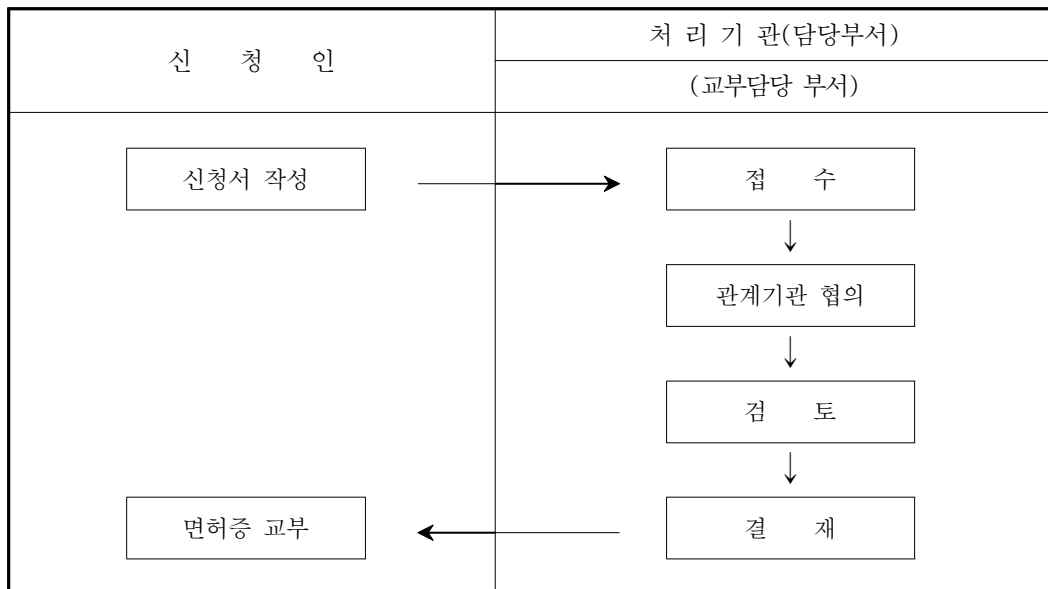 신 청 인
처 리 기 관(담당부서)
(교부담당 부서)
신청서 작성
접 수
관계기관 협의
검 토
면허증 교부
결 재